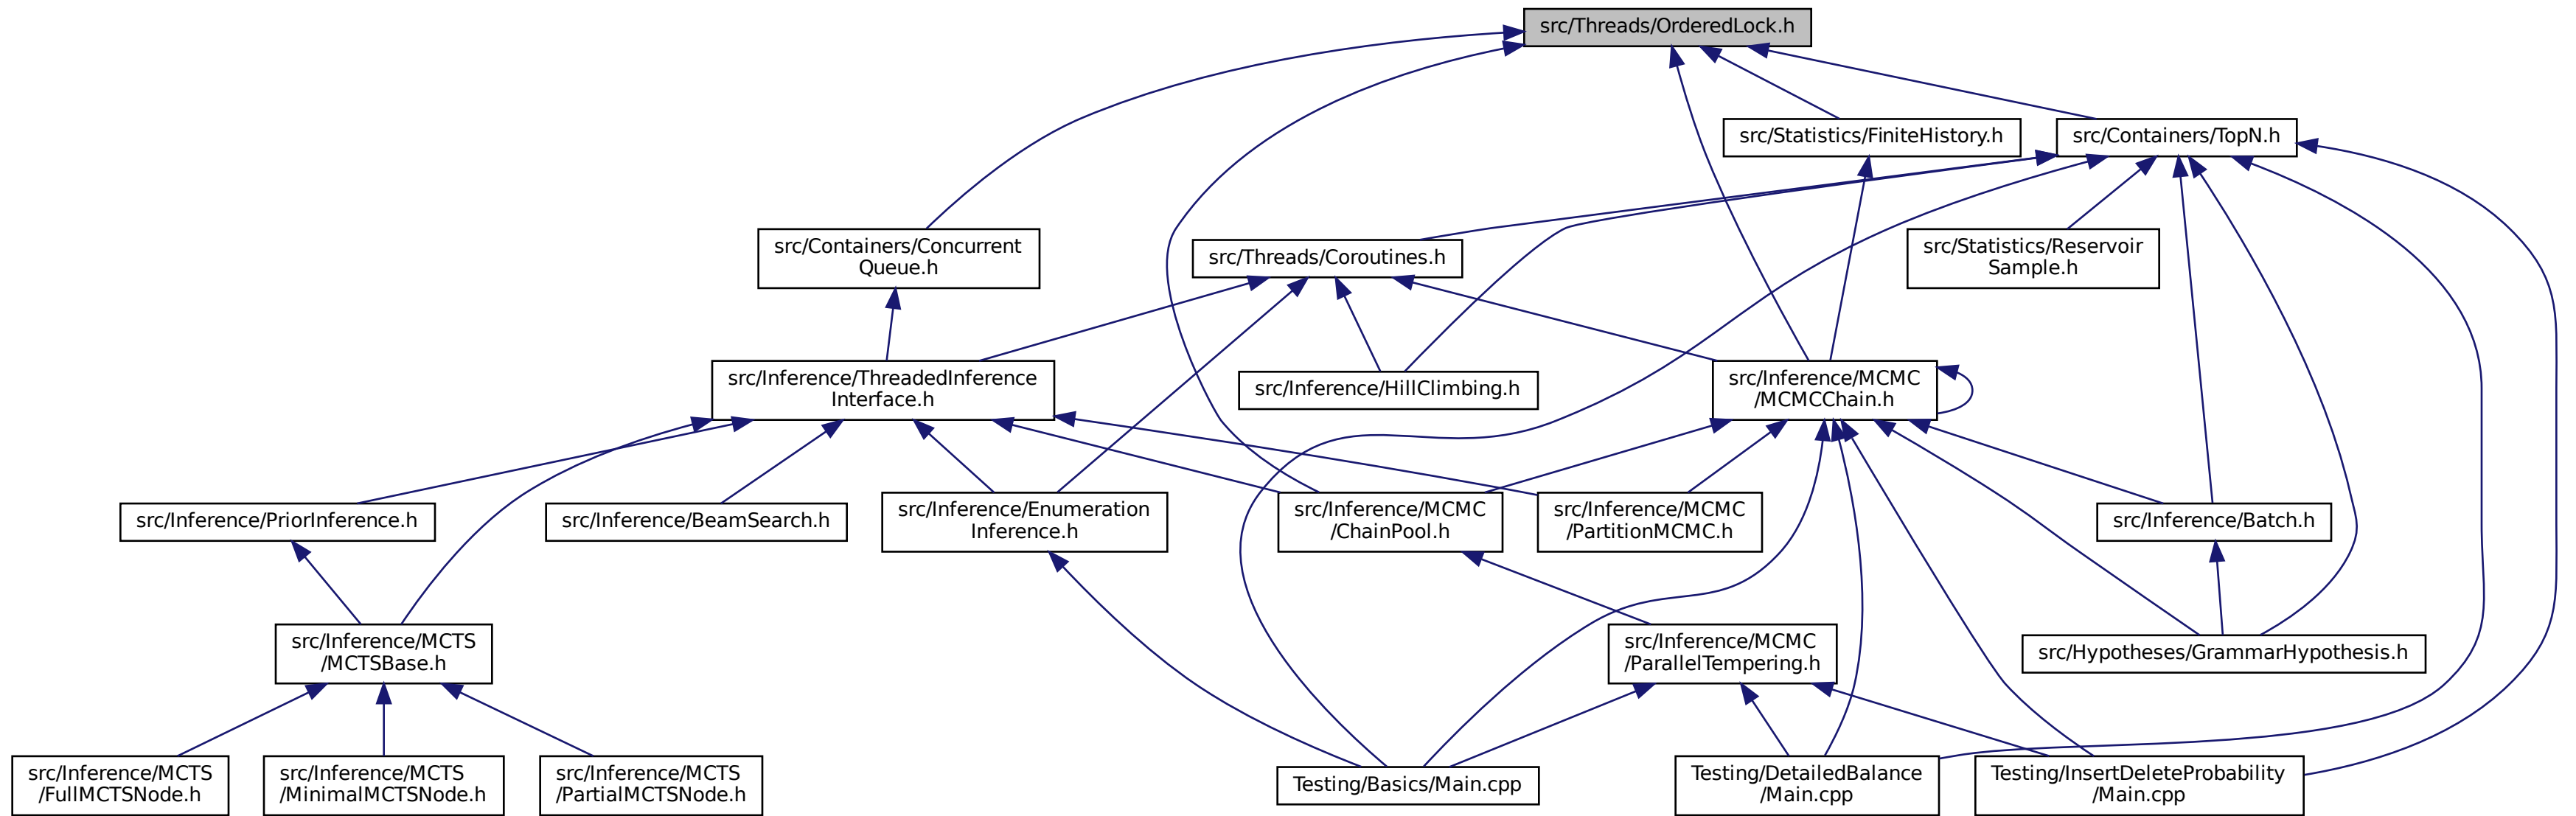 src/Threads/OrderedLock.h
src/Statistics/FiniteHistory.h
src/Containers/TopN.h
src/Containers/Concurrent
Queue.h
src/Threads/Coroutines.h
src/Statistics/Reservoir
Sample.h
src/Inference/ThreadedInference
Interface.h
src/Inference/HillClimbing.h
src/Inference/MCMC
/MCMCChain.h
src/Inference/PriorInference.h
src/Inference/BeamSearch.h
src/Inference/Enumeration
Inference.h
src/Inference/MCMC
/ChainPool.h
src/Inference/MCMC
/PartitionMCMC.h
src/Inference/Batch.h
src/Inference/MCTS
/MCTSBase.h
src/Inference/MCMC
/ParallelTempering.h
src/Hypotheses/GrammarHypothesis.h
src/Inference/MCTS
/FullMCTSNode.h
src/Inference/MCTS
/MinimalMCTSNode.h
src/Inference/MCTS
/PartialMCTSNode.h
Testing/Basics/Main.cpp
Testing/DetailedBalance
/Main.cpp
Testing/InsertDeleteProbability
/Main.cpp